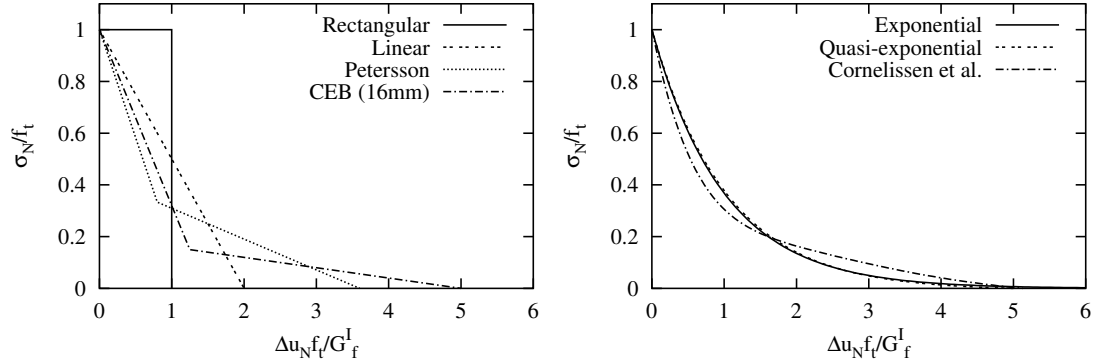 Rectangular
Linear
Petersson
CEB (16mm)
σN/ft
1
0.8
0.6
0.4
0.2
0
0 1 2 3 4 5 6
ΔuNft/GfI
Exponential
Quasi-exponential
Cornelissen et al.
σN/ft
1
0.8
0.6
0.4
0.2
0
0 1 2 3 4 5 6
ΔuNft/GfI